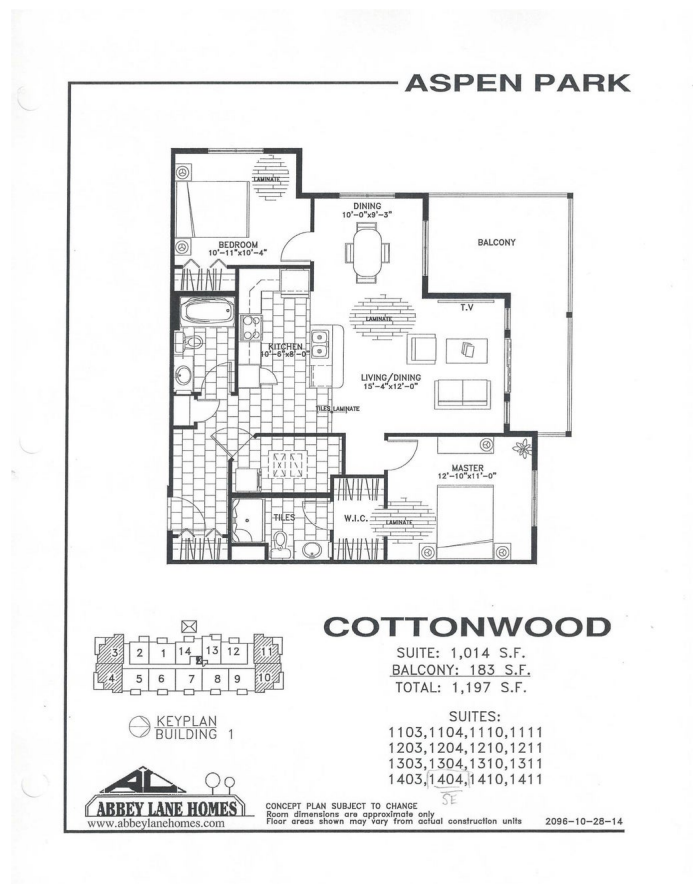 ASPEN PARK
LAMINATE
DINING
10'-0"x9'-3"
BALCONY
BEDROOM
10'-11"x10'-4"
T.V
LAMINATE
KITCHEN
10'-6"x8'-0"
LIVING/DINING
15'-4"x12'-0"
TILES LAMINATE
MASTER
12'-10"x11'-0"
TILES
W.I.C.
LAMINATE
COTTONWOOD
SUITE: 1,014 S.F.
BALCONY: 183 S.F.
TOTAL: 1,197 S.F.
3 2 1 14 13 12 11
4 5 6 7 8 9 10
KEYPLAN
BUILDING 1
SUITES:
1103,1104,1110,1111
1203,1204,1210,1211
1303,1304,1310,1311
1403,1404,1410,1411
SE
AL
ABBEY LANE HOMES
www.abbeylanehomes.com
CONCEPT PLAN SUBJECT TO CHANGE
Room dimensions are approximate only
Floor areas shown may vary from actual construction units
2096-10-28-14